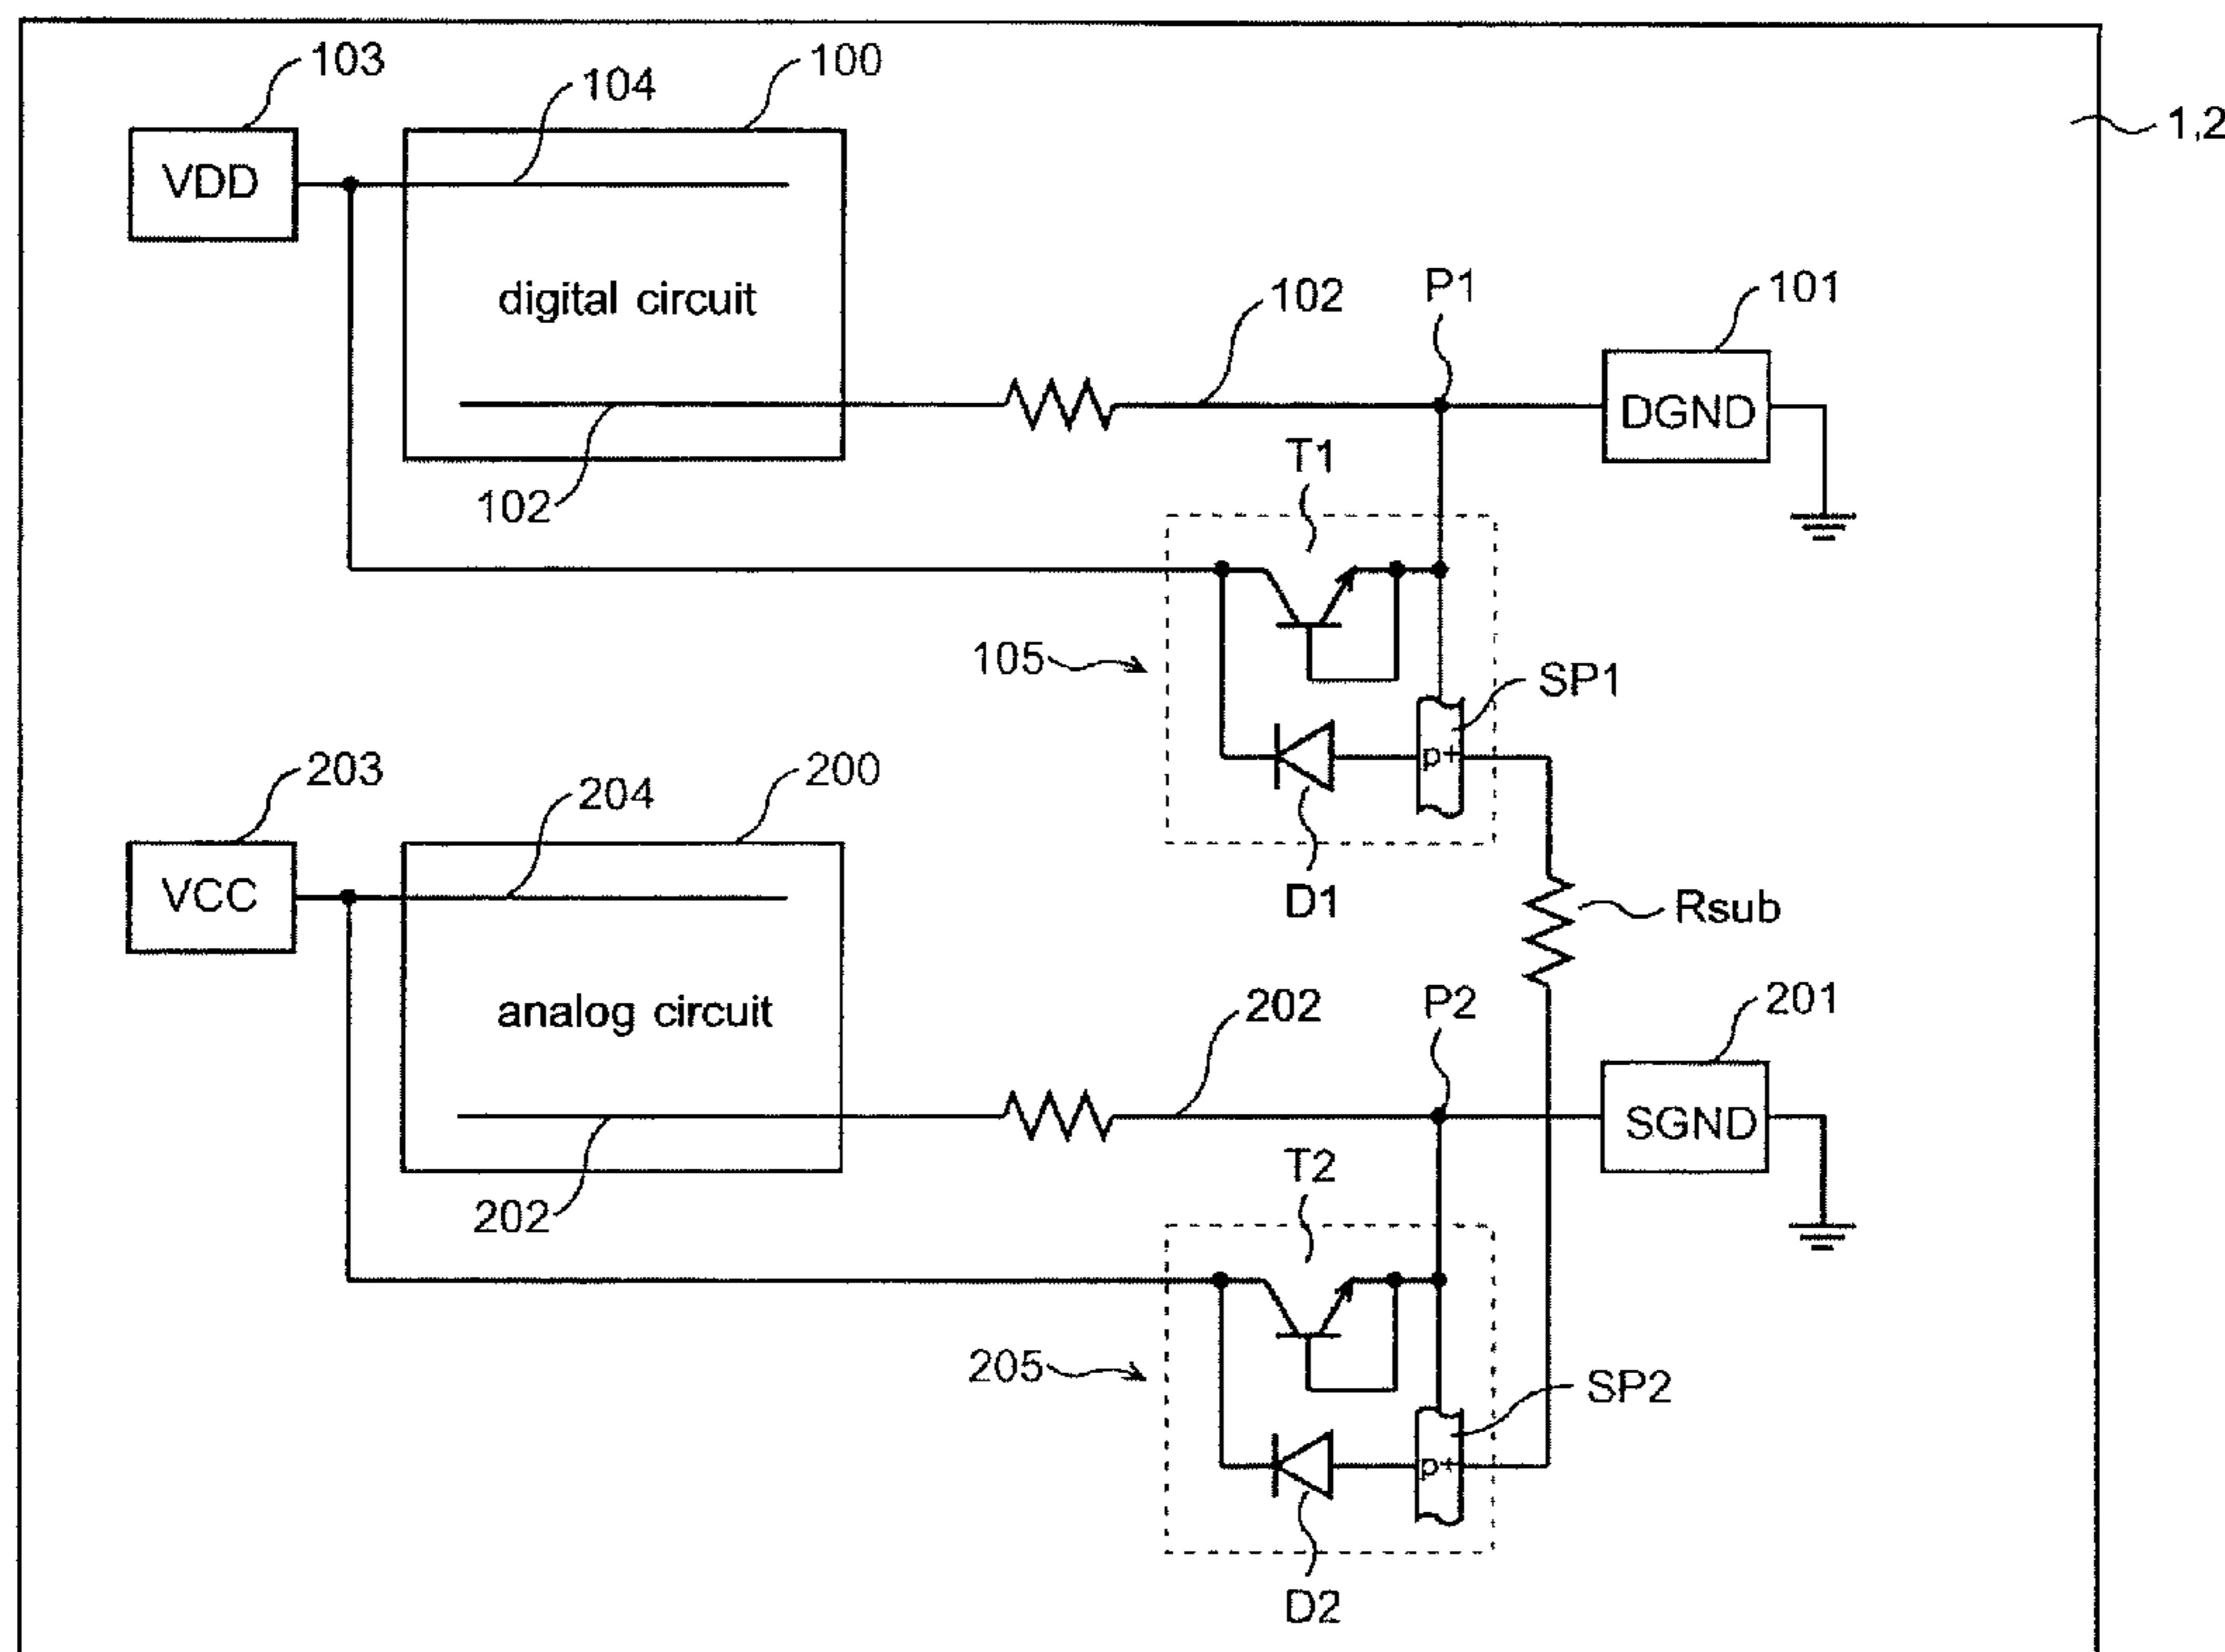 103
104
100
1,2
VDD
digital circuit
102
P1
101
DGND
T1
102
105
SP1
p+
D1
203
204
200
VCC
Rsub
analog circuit
202
P2
201
SGND
T2
202
205
SP2
p+
D2